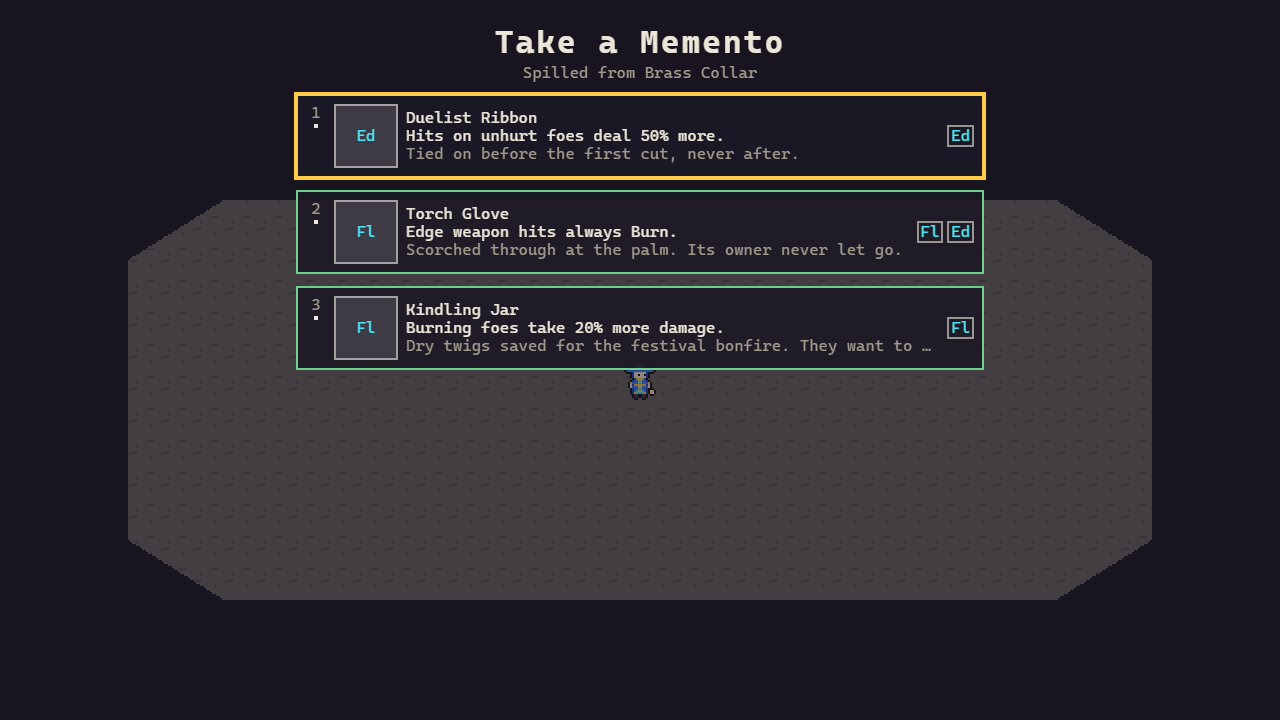 Take a Memento
Spilled from Brass Collar
1
Ed
Duelist Ribbon
Hits on unhurt foes deal 50% more.
Tied on before the first cut, never after.
Ed
2
Fl
Torch Glove
Edge weapon hits always Burn.
Scorched through at the palm. Its owner never let go.
Fl Ed
3
Fl
Kindling Jar
Burning foes take 20% more damage.
Dry twigs saved for the festival bonfire. They want to …
Fl